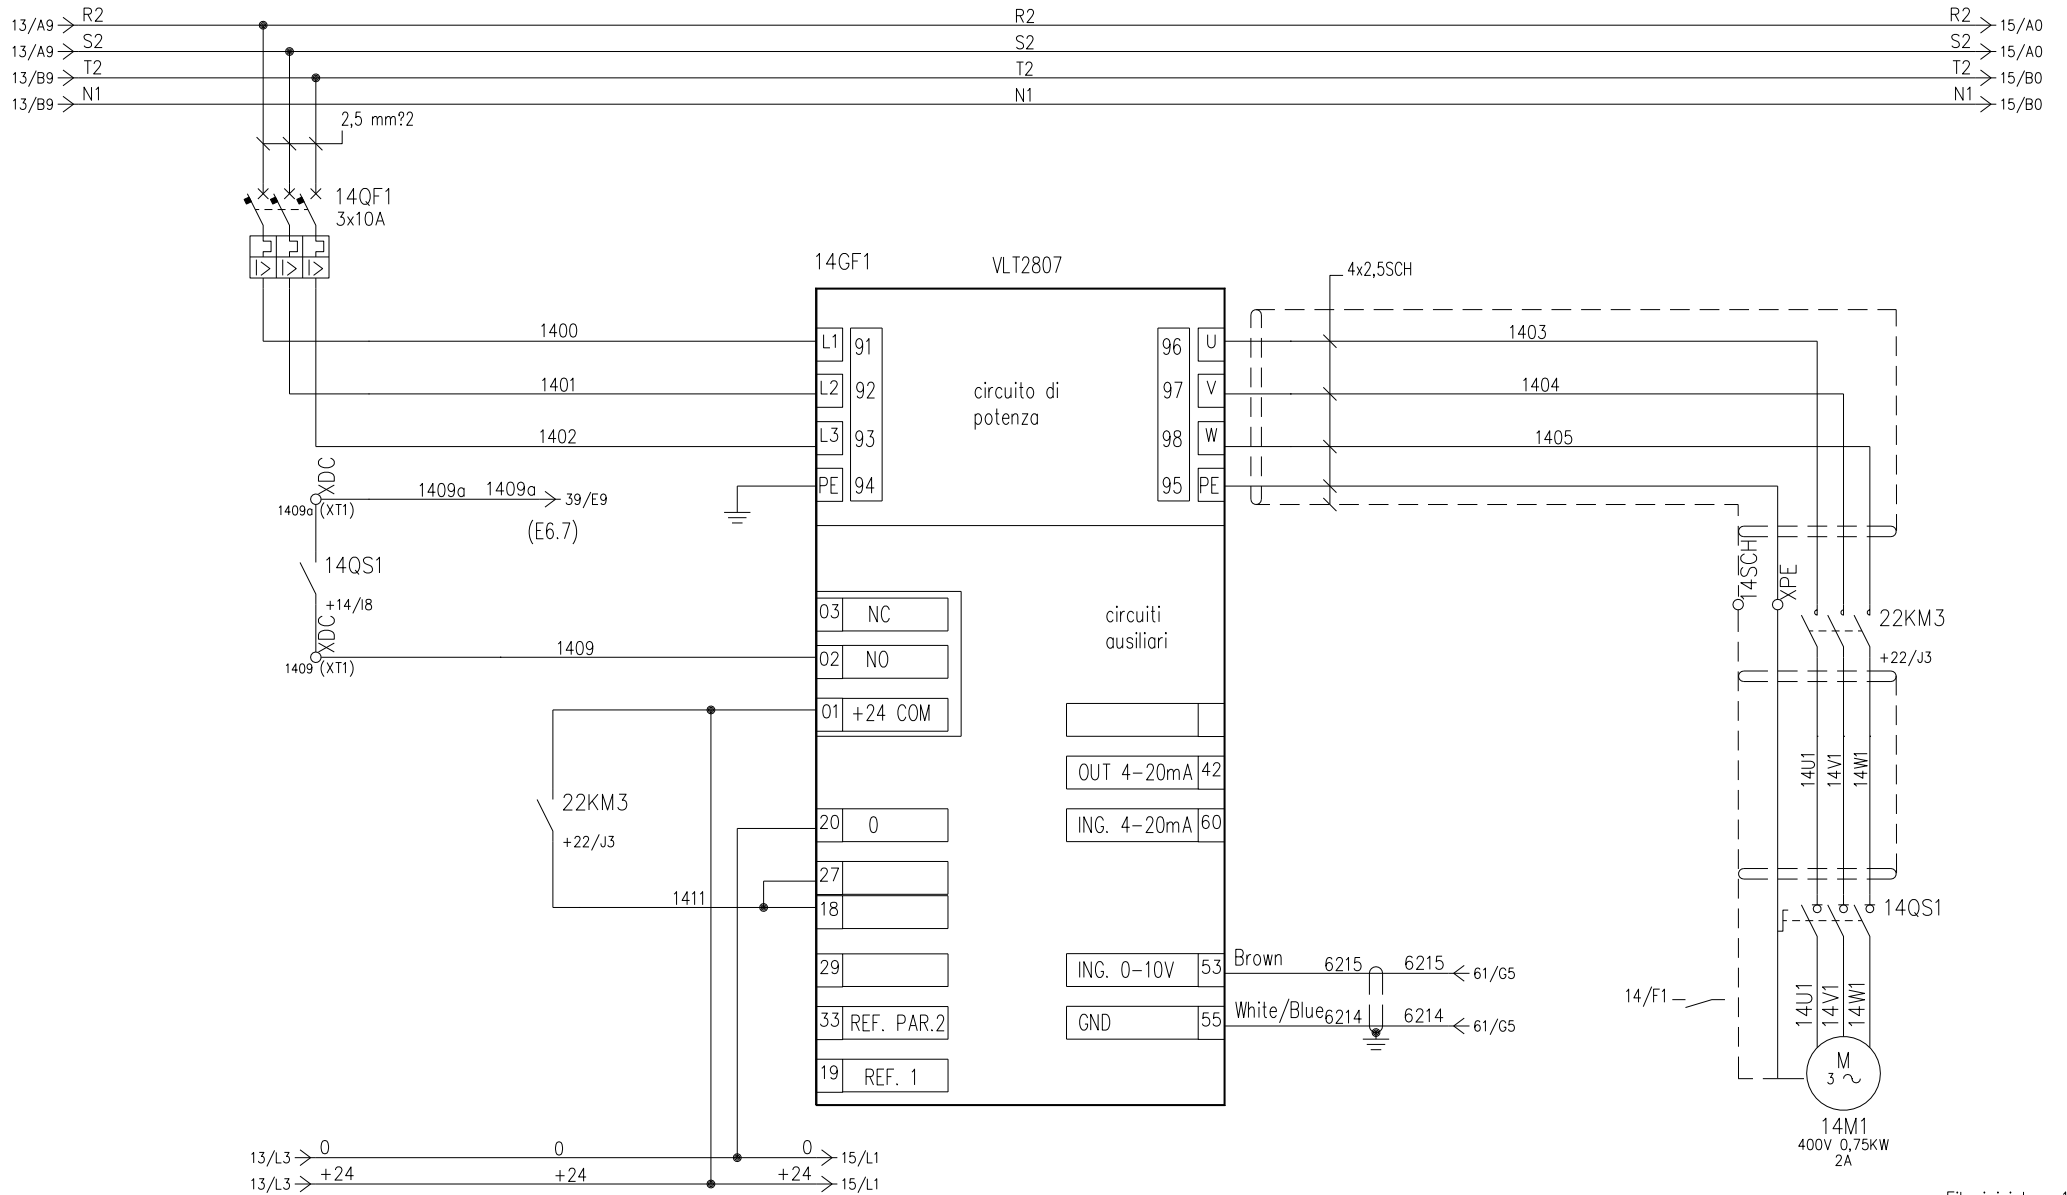 13/A9 R2 R2 R2 15/A0
13/A9 S2 S2 S2 15/A0
13/B9 T2 T2 T2 15/B0
13/B9 N1 N1 N1 15/B0
2,5 mm?2
14QF1
3x10A
14GF1 VLT2807
4x2,5SCH
1400 L1 91 96 U 1403
1401 L2 92 97 V 1404
circuito di
potenza
1402 L3 93 98 W 1405
PE 94 95 PE
XDC
1409a 1409a 39/E9
1409a (XT1)
(E6.7)
14QS1
+14/I8
XDC
1409 (XT1)
1409
14SCH
XPE
22KM3
+22/J3
03 NC
circuiti
ausiliari
02 NO
01 +24 COM
OUT 4-20mA 42
14U1
14V1
14W1
22KM3
+22/J3
20 0
ING. 4-20mA 60
27
1411
18
14QS1
29
ING. 0-10V 53
Brown
6215 6215 61/G5
14/F1
14U1
14V1
14W1
33 REF. PAR.2
GND 55
White/Blue
6214 6214 61/G5
19 REF. 1
M
3
14M1
400V 0,75KW
2A
13/L3 0 0 0 15/L1
13/L3 +24 +24 +24 15/L1